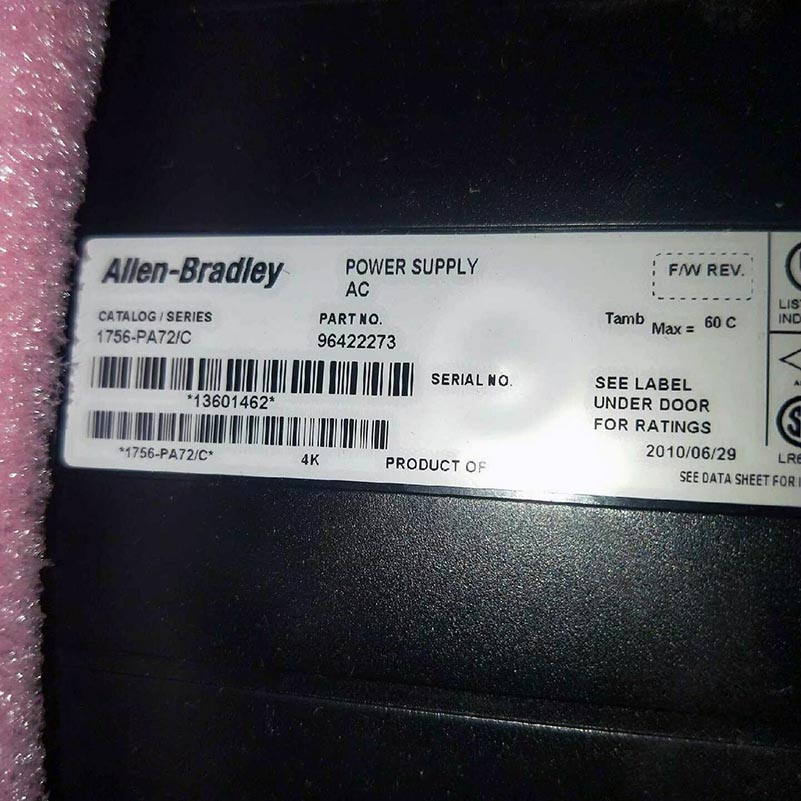 Allen-Bradley
POWER SUPPLY
AC
F/W REV.
CATALOG / SERIES
1756-PA72/C
PART NO.
96422273
Tamb Max = 60 C
*13601462*
SERIAL NO.
SEE LABEL
UNDER DOOR
FOR RATINGS
*1756-PA72/C*
4K
PRODUCT OF
2010/06/29
SEE DATA SHEET FOR